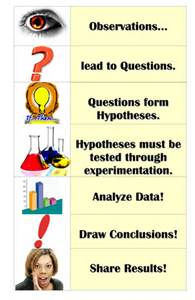 Observations...
lead to Questions.
Questions form
Hypotheses.
Hypotheses must be
tested through
experimentation.
Analyze Data!
Draw Conclusions!
Share Results!